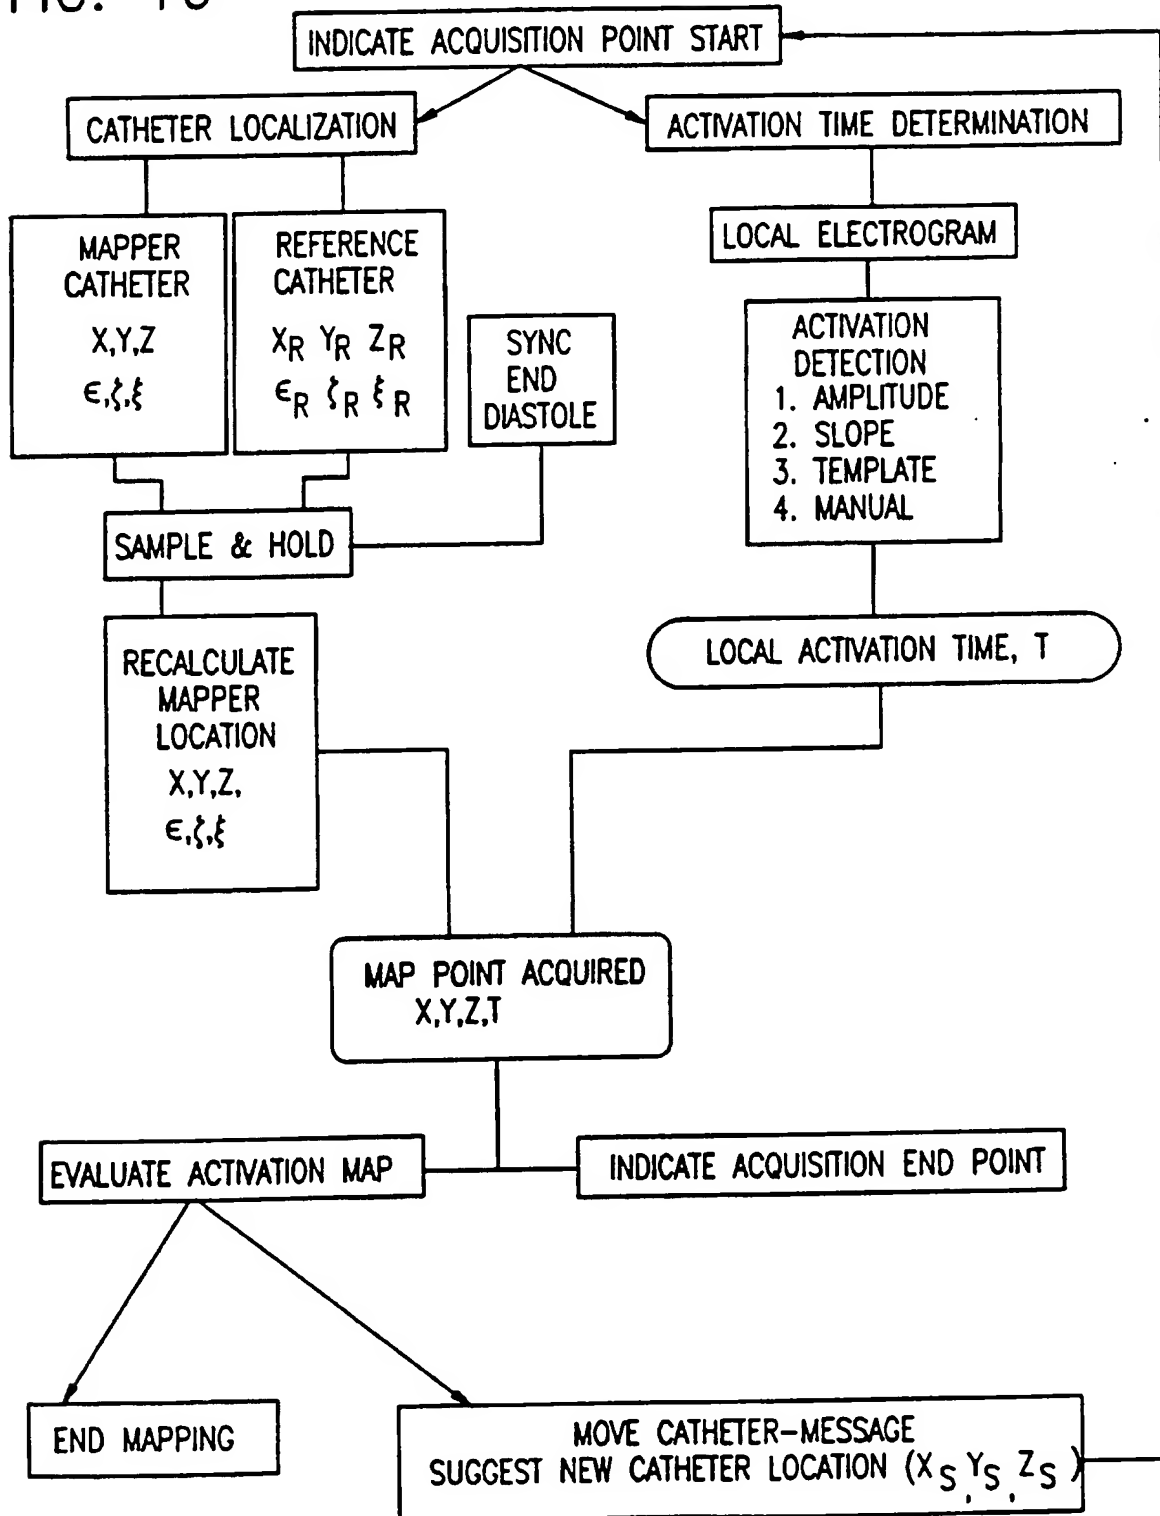 INDICATE ACQUISITION POINT START
CATHETER LOCALIZATION
ACTIVATION TIME DETERMINATION
MAPPER
CATHETER
X,Y,Z
ϵ,ζ,ξ
REFERENCE
CATHETER
XR YR ZR
ϵR ζR ξR
SYNC
END
DIASTOLE
LOCAL ELECTROGRAM
ACTIVATION
DETECTION
1. AMPLITUDE
2. SLOPE
3. TEMPLATE
4. MANUAL
SAMPLE & HOLD
RECALCULATE
MAPPER
LOCATION
X,Y,Z,
ϵ,ζ,ξ
LOCAL ACTIVATION TIME, T
MAP POINT ACQUIRED
X,Y,Z,T
EVALUATE ACTIVATION MAP
INDICATE ACQUISITION END POINT
END MAPPING
MOVE CATHETER-MESSAGE
SUGGEST NEW CATHETER LOCATION (XS, YS, ZS)